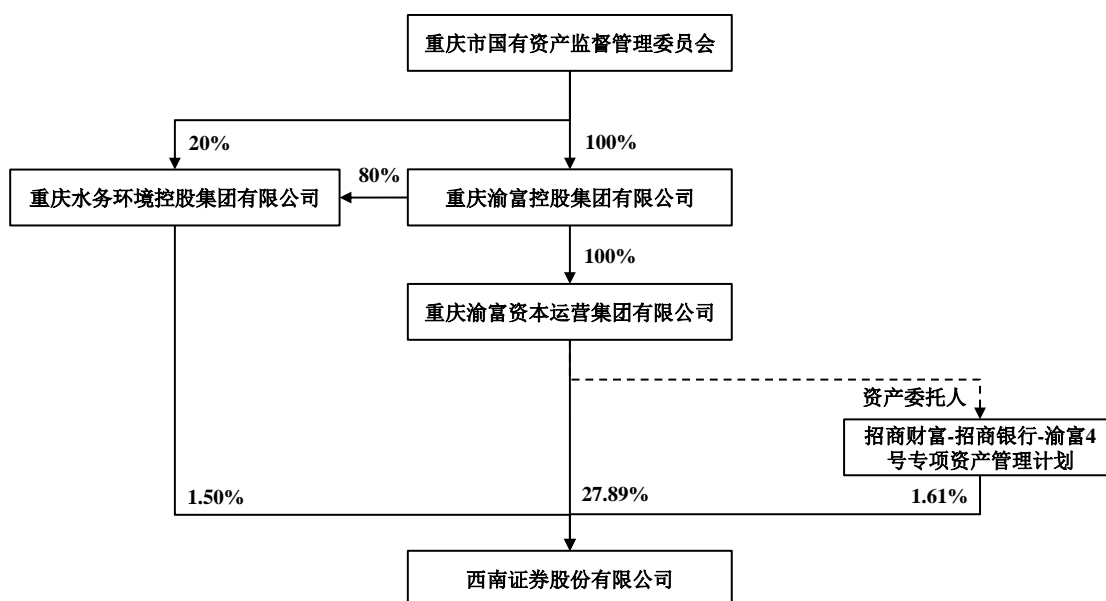 重庆市国有资产监督管理委员会
20%
100%
重庆水务环境控股集团有限公司
80%
重庆渝富控股集团有限公司
100%
重庆渝富资本运营集团有限公司
资产委托人
招商财富-招商银行-渝富4
号专项资产管理计划
1.50%
27.89%
1.61%
西南证券股份有限公司